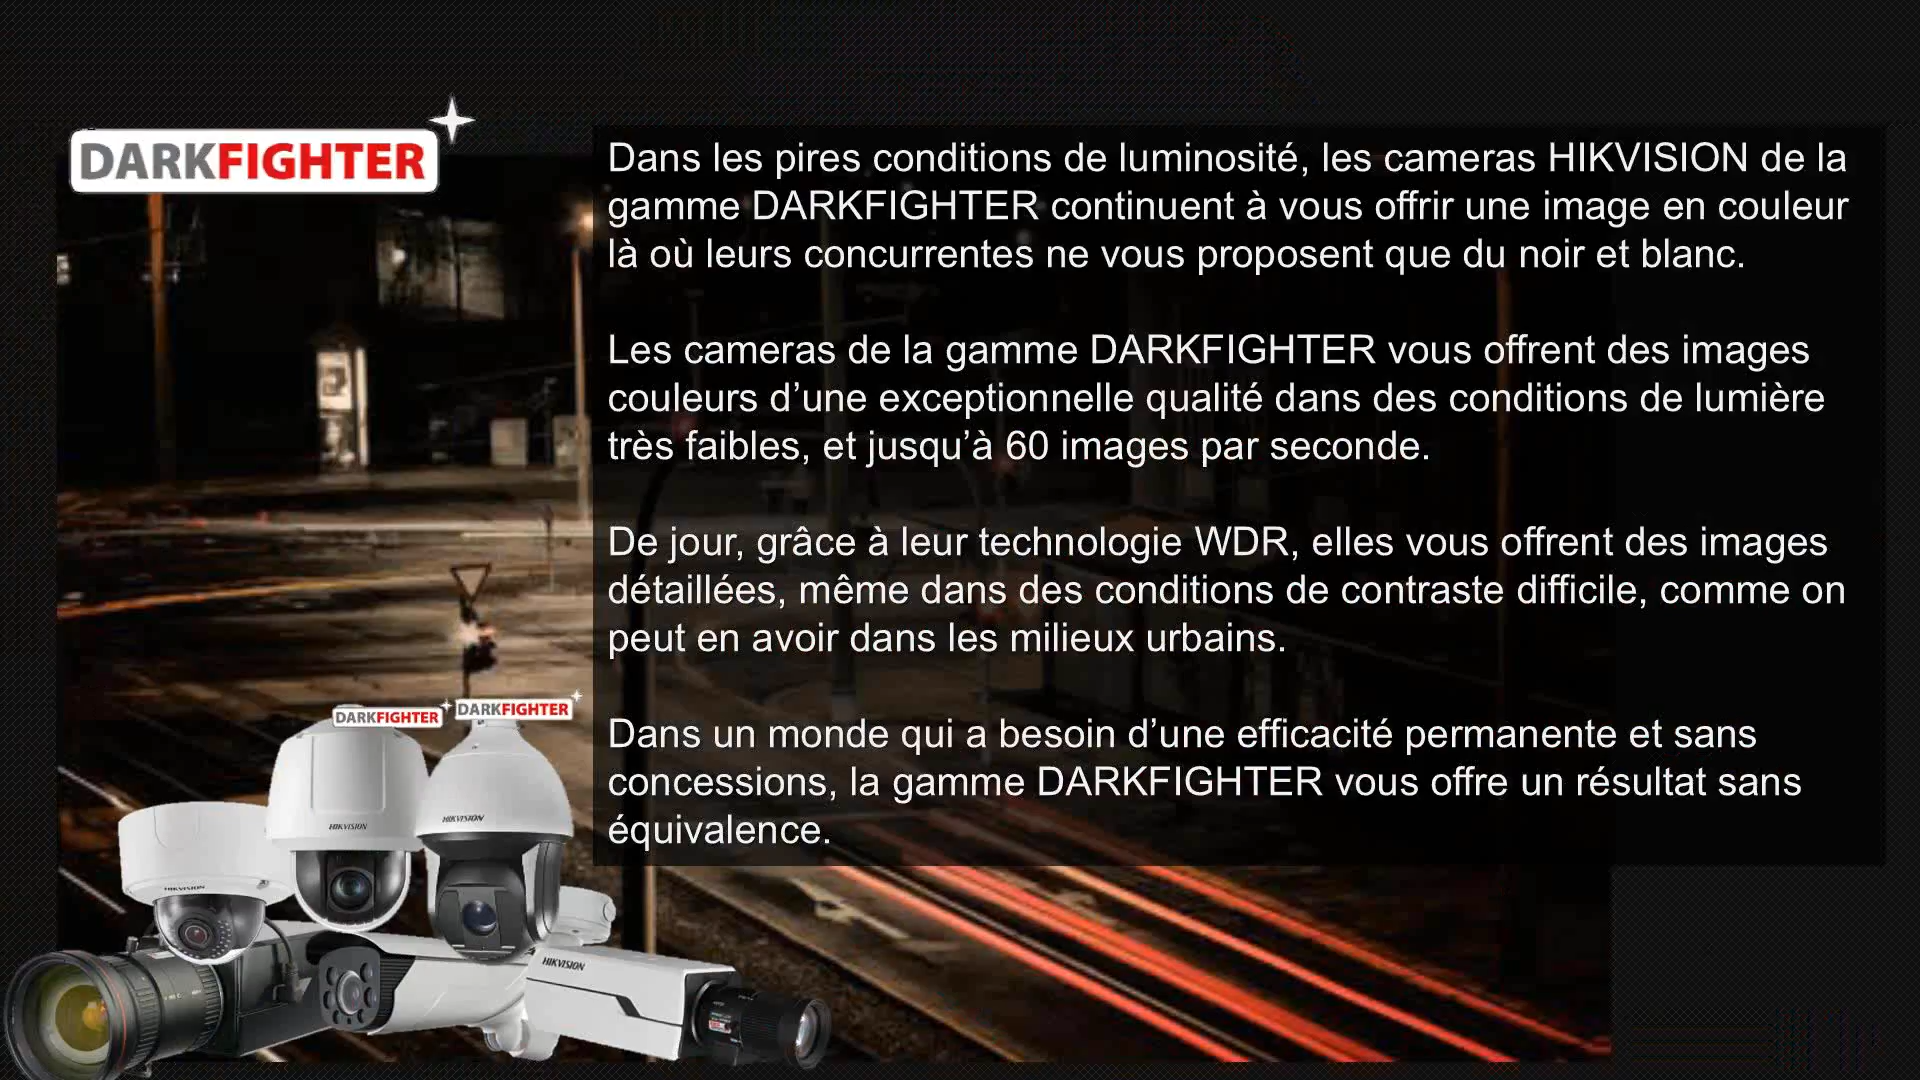 DARKFIGHTER
Dans les pires conditions de luminosité, les cameras HIKVISION de la
gamme DARKFIGHTER continuent à vous offrir une image en couleur
là où leurs concurrentes ne vous proposent que du noir et blanc.
Les cameras de la gamme DARKFIGHTER vous offrent des images
couleurs d’une exceptionnelle qualité dans des conditions de lumière
très faibles, et jusqu’à 60 images par seconde.
De jour, grâce à leur technologie WDR, elles vous offrent des images
détaillées, même dans des conditions de contraste difficile, comme on
peut en avoir dans les milieux urbains.
Dans un monde qui a besoin d’une efficacité permanente et sans
concessions, la gamme DARKFIGHTER vous offre un résultat sans
équivalence.
DARKFIGHTER
DARKFIGHTER
HIKVISION
HIKVISION
HIKVISION
HIKVISION